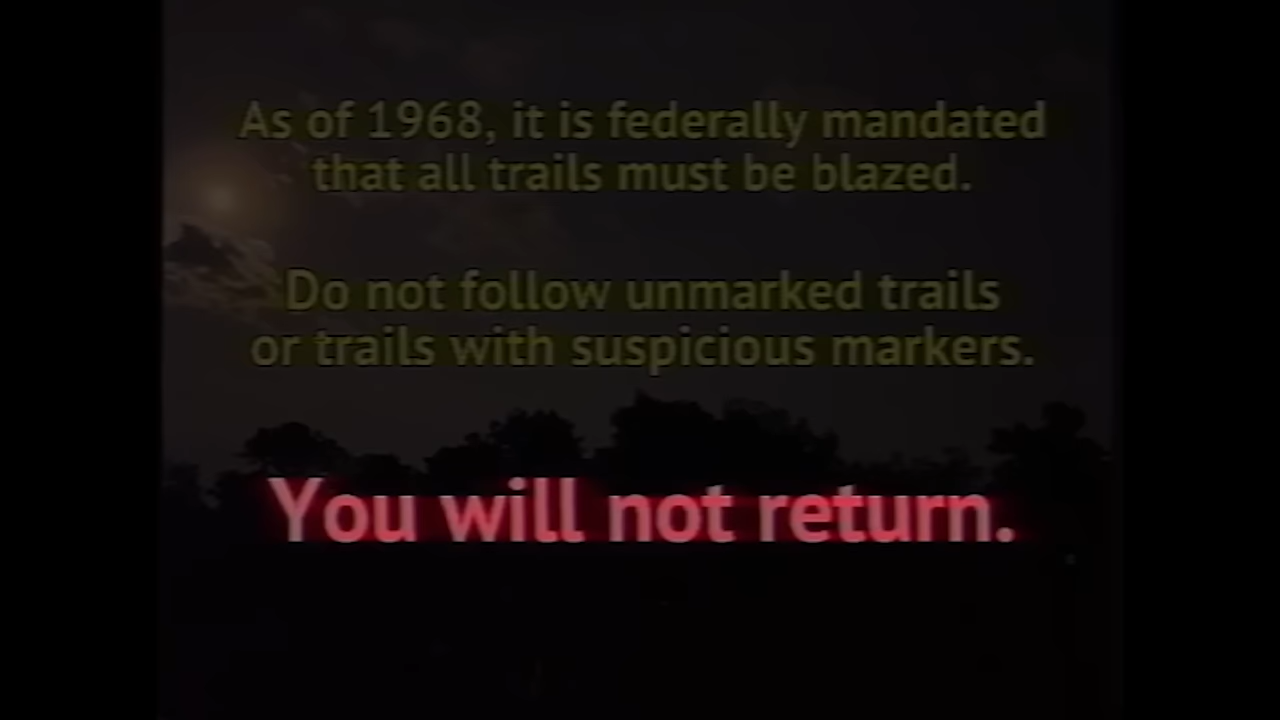 As of 1968, it is federally mandated
that all trails must be blazed.
Do not follow unmarked trails
or trails with suspicious markers.
You will not return.